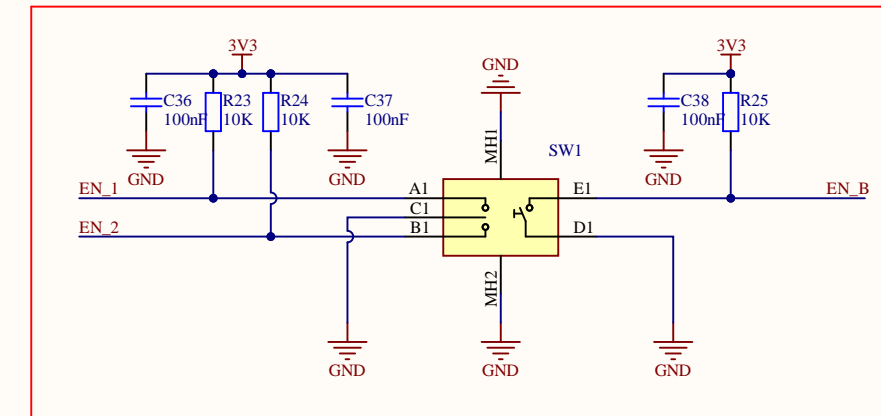 3V3
GND
3V3
C36
100nF
R23
10K
R24
10K
C37
100nF
C38
100nF
R25
10K
GND
GND
MH1
SW1
GND
EN_1
A1
E1
EN_B
C1
EN_2
B1
D1
MH2
GND
GND
GND